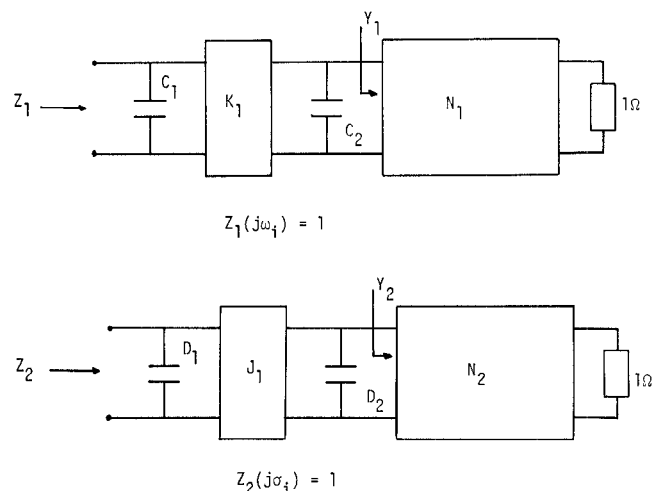 Y₁
C₁
Z₁
K₁
N₁
1Ω
C₂
Z₁(jωᵢ) = 1
Y₂
D₁
Z₂
J₁
N₂
1Ω
D₂
Z₂(jσᵢ) = 1